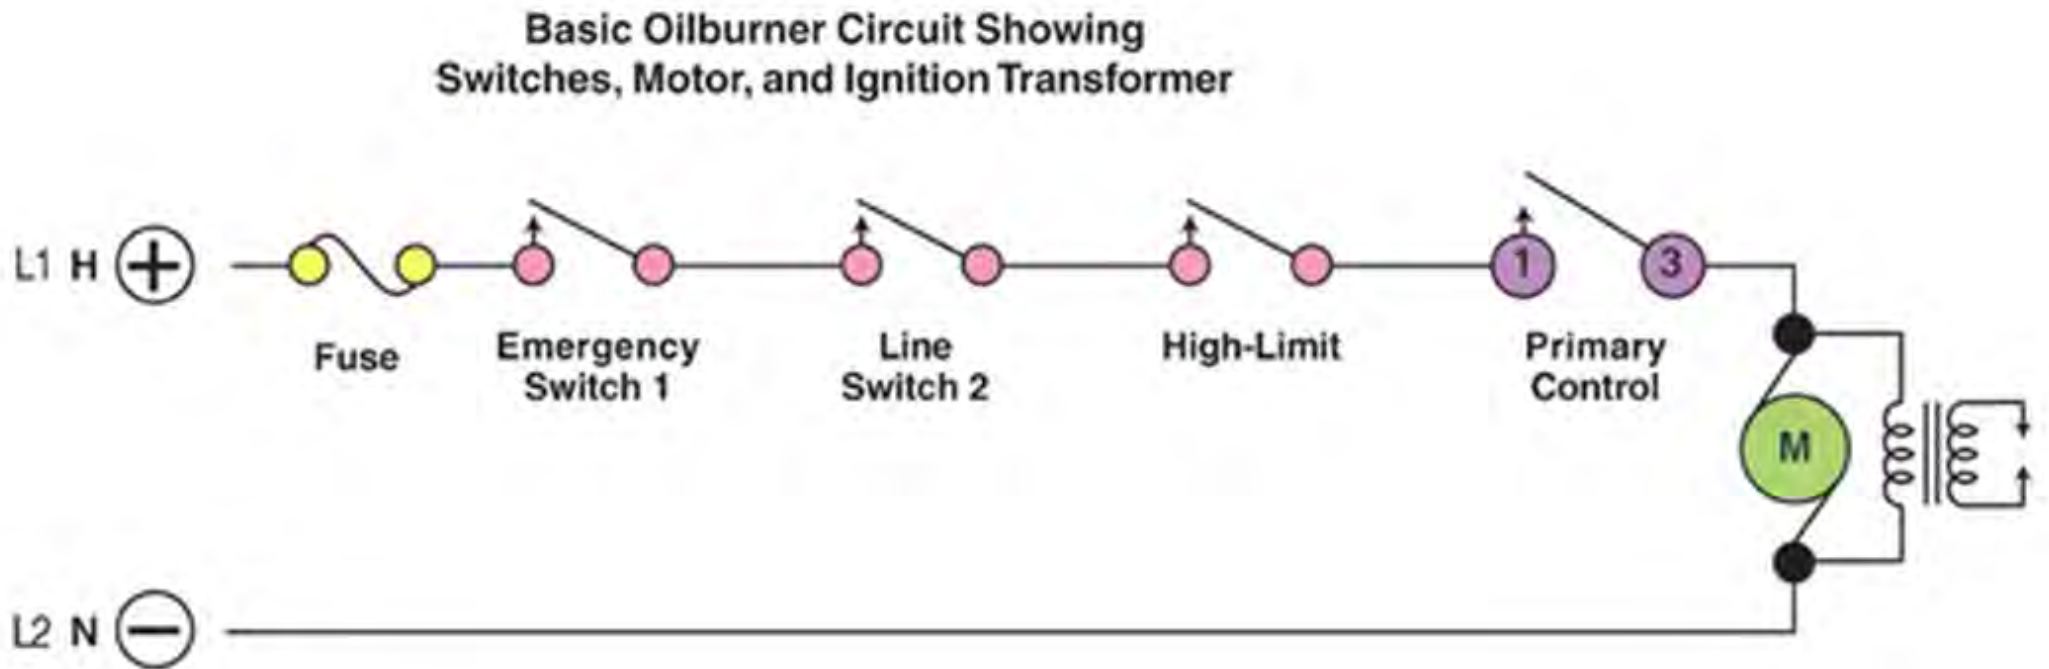 Basic Oilburner Circuit Showing
Switches, Motor, and Ignition Transformer
L1 H +
1 3
Fuse
Emergency
Switch 1
Line
Switch 2
High-Limit
Primary
Control
M
L2 N −